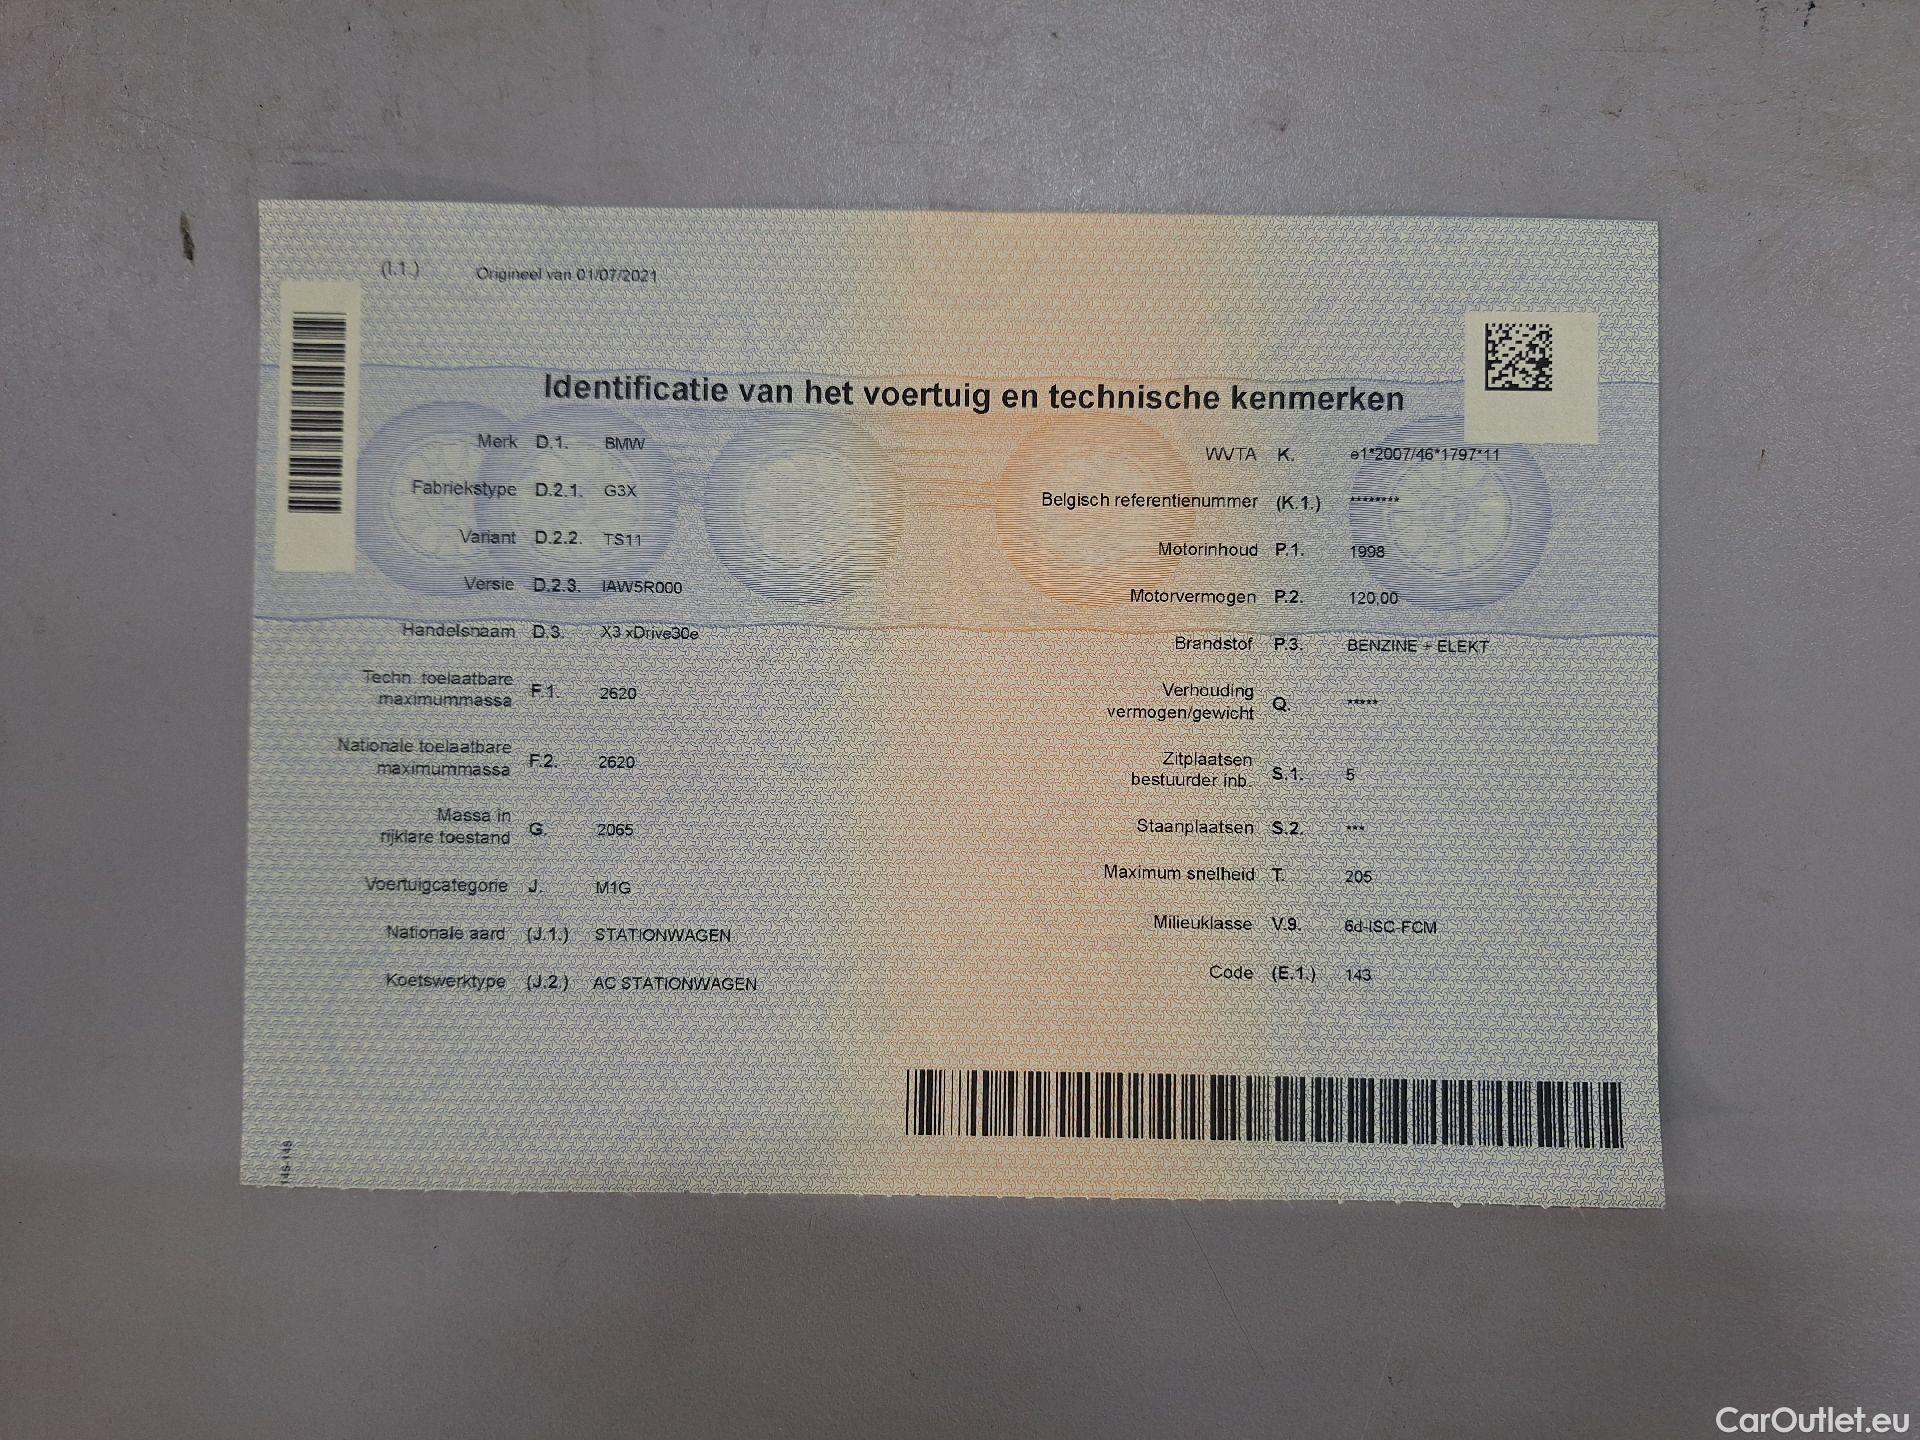 (I.1.) Origineel van 01/07/2021
Identificatie van het voertuig en technische kenmerken
Merk D.1. BMW
Fabriekstype D.2.1. G3X
Variant D.2.2. TS11
Versie D.2.3. IAW5R000
Handelsnaam D.3. X3 xDrive30e
Techn. toelaatbare
maximummassa F.1. 2620
Nationale toelaatbare
maximummassa F.2. 2620
Massa in
rijklare toestand G. 2065
Voertuigcategorie J. M1G
Nationale aard (J.1.) STATIONWAGEN
Koetswerktype (J.2.) AC STATIONWAGEN
WVTA K. e1*2007/46*1797*11
Belgisch referentienummer (K.1.) ********
Motorinhoud P.1. 1998
Motorvermogen P.2. 120,00
Brandstof P.3. BENZINE + ELEKT
Verhouding
vermogen/gewicht Q. *****
Zitplaatsen
bestuurder inb. S.1. 5
Staanplaatsen S.2. ***
Maximum snelheid T. 205
Milieuklasse V.9. 6d-ISC-FCM
Code (E.1.) 143
CarOutlet.eu